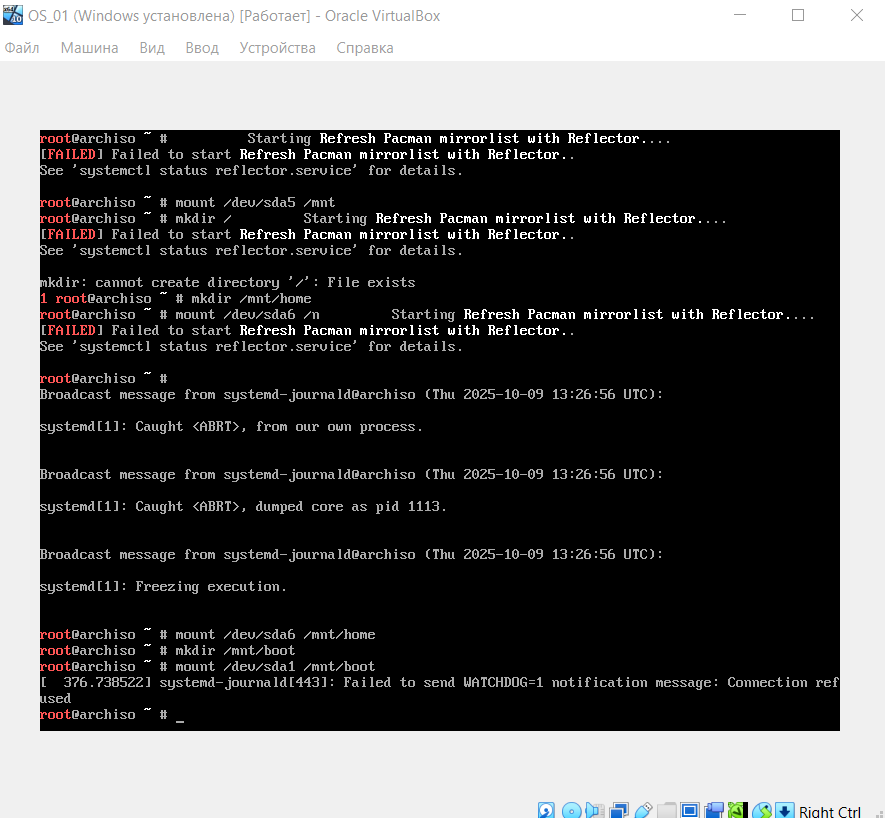 OS_01 (Windows установлена) [Работает] - Oracle VirtualBox
Файл Машина Вид Ввод Устройства Справка
root@archiso ~ # Starting Refresh Pacman mirrorlist with Reflector....
[FAILED] Failed to start Refresh Pacman mirrorlist with Reflector..
See 'systemctl status reflector.service' for details.
root@archiso ~ # mount /dev/sda5 /mnt
root@archiso ~ # mkdir / Starting Refresh Pacman mirrorlist with Reflector....
[FAILED] Failed to start Refresh Pacman mirrorlist with Reflector..
See 'systemctl status reflector.service' for details.
mkdir: cannot create directory '/': File exists
1 root@archiso ~ # mkdir /mnt/home
root@archiso ~ # mount /dev/sda6 /n Starting Refresh Pacman mirrorlist with Reflector....
[FAILED] Failed to start Refresh Pacman mirrorlist with Reflector..
See 'systemctl status reflector.service' for details.
root@archiso ~ #
Broadcast message from systemd-journald@archiso (Thu 2025-10-09 13:26:56 UTC):
systemd[1]: Caught <ABRT>, from our own process.
Broadcast message from systemd-journald@archiso (Thu 2025-10-09 13:26:56 UTC):
systemd[1]: Caught <ABRT>, dumped core as pid 1113.
Broadcast message from systemd-journald@archiso (Thu 2025-10-09 13:26:56 UTC):
systemd[1]: Freezing execution.
root@archiso ~ # mount /dev/sda6 /mnt/home
root@archiso ~ # mkdir /mnt/boot
root@archiso ~ # mount /dev/sda1 /mnt/boot
[  376.738522] systemd-journald[443]: Failed to send WATCHDOG=1 notification message: Connection ref
used
root@archiso ~ # _
Right Ctrl